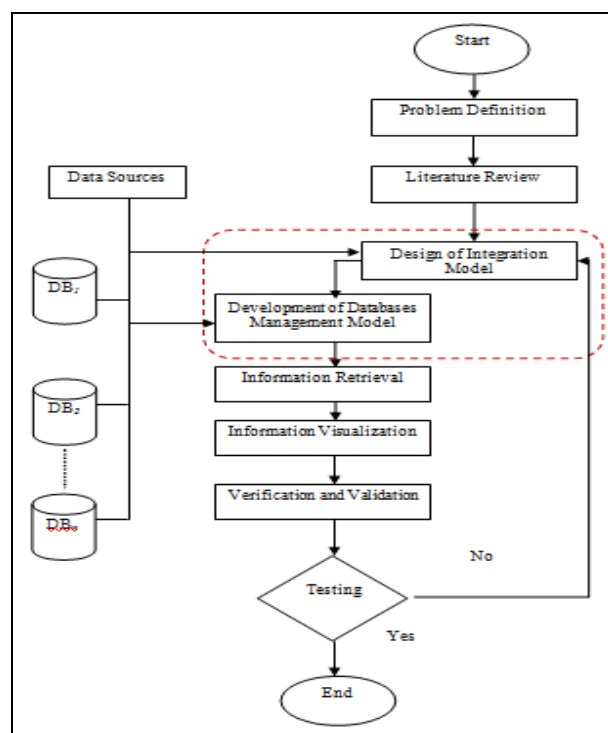 Start
Problem Definition
Data Sources
Literature Review
Design of Integration
Model
DB₁
Development of Databases
Management Model
Information Retrieval
DB₂
Information Visualization
Verification and Validation
DBₙ
No
Testing
Yes
End